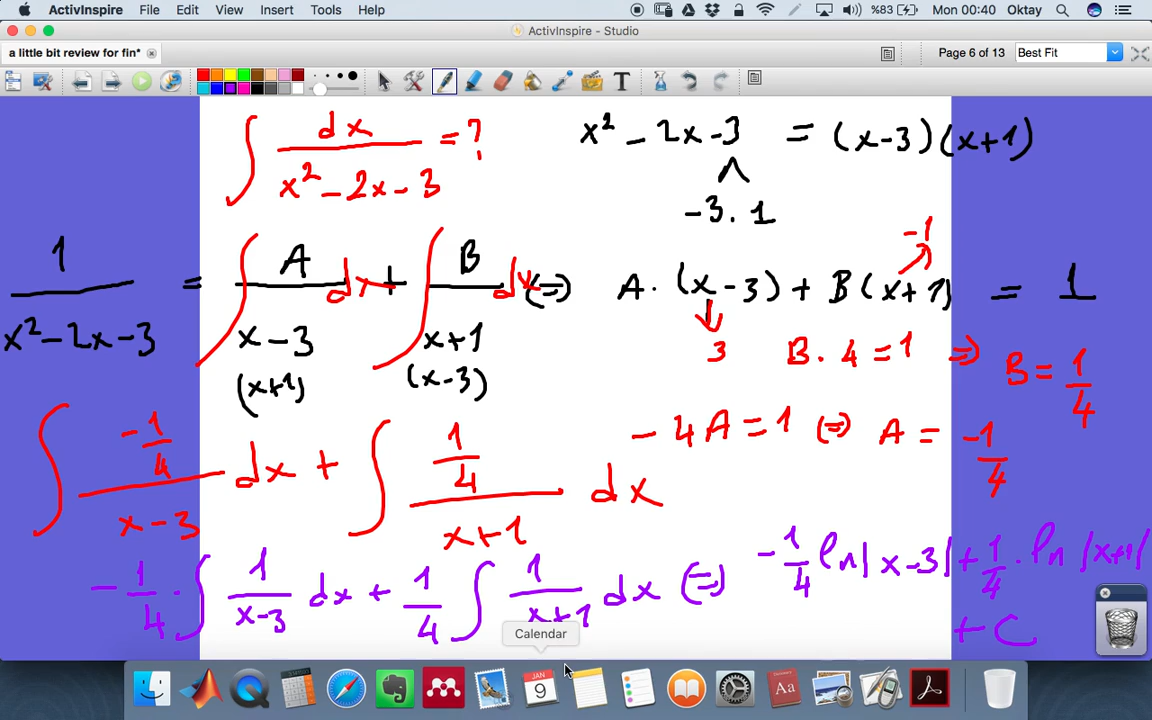 ActivInspire File Edit View Insert Tools Help %83 Mon 00:40 Oktay
ActivInspire - Studio
a little bit review for fin* Page 6 of 13 Best Fit
∫ dx / (x² - 2x - 3) = ?
x² - 2x - 3 = (x-3)(x+1)
-3 . 1
1 / (x² - 2x - 3) = ∫ A / (x-3) dx + ∫ B / (x+1) dx (=) A . (x-3) + B(x+1) = 1
-1
(x+1) (x-3)
3 B . 4 = 1 => B = 1/4
-4A = 1 (=) A = -1/4
∫ (-1/4) / (x-3) dx + ∫ (1/4) / (x+1) dx
-1/4 . ∫ 1/(x-3) dx + 1/4 ∫ 1/(x+1) dx (=) -1/4 ln|x-3| + 1/4 . ln|x+1|
+ C
Calendar
JAN
9
Aa